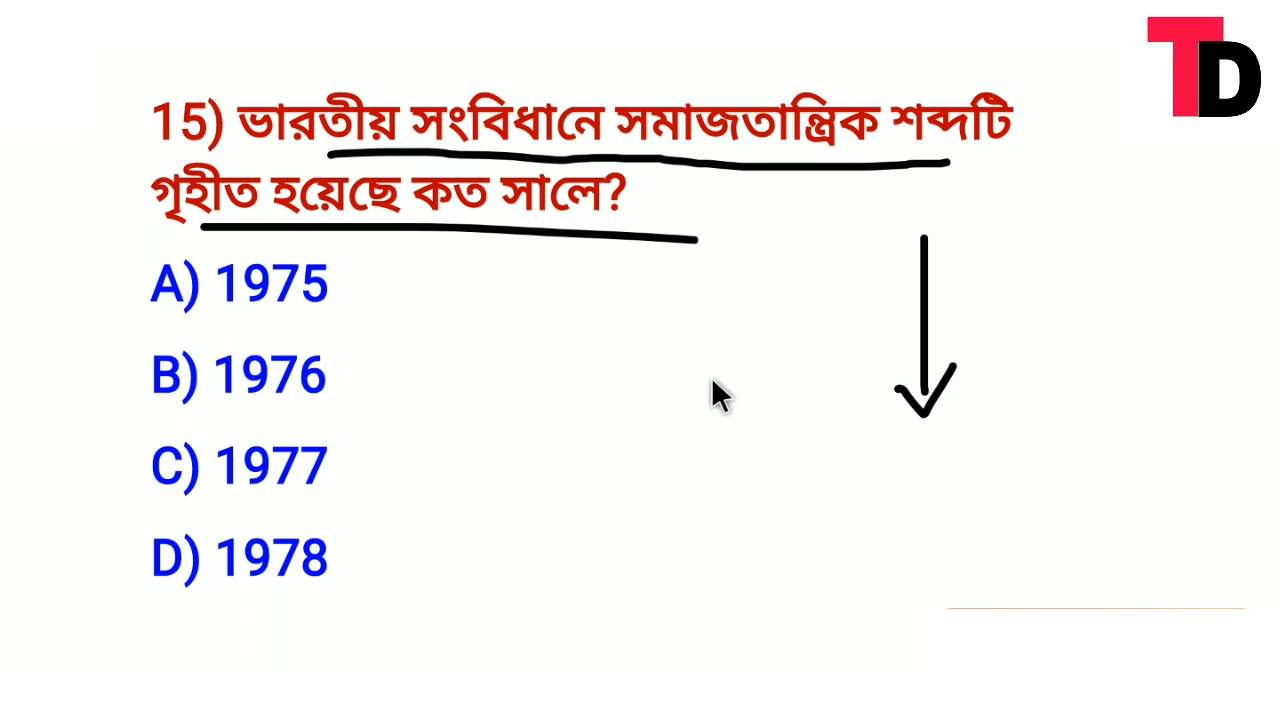 TD
15) ভারতীয় সংবিধানে সমাজতান্ত্রিক শব্দটি
গৃহীত হয়েছে কত সালে?
A) 1975
B) 1976
C) 1977
D) 1978